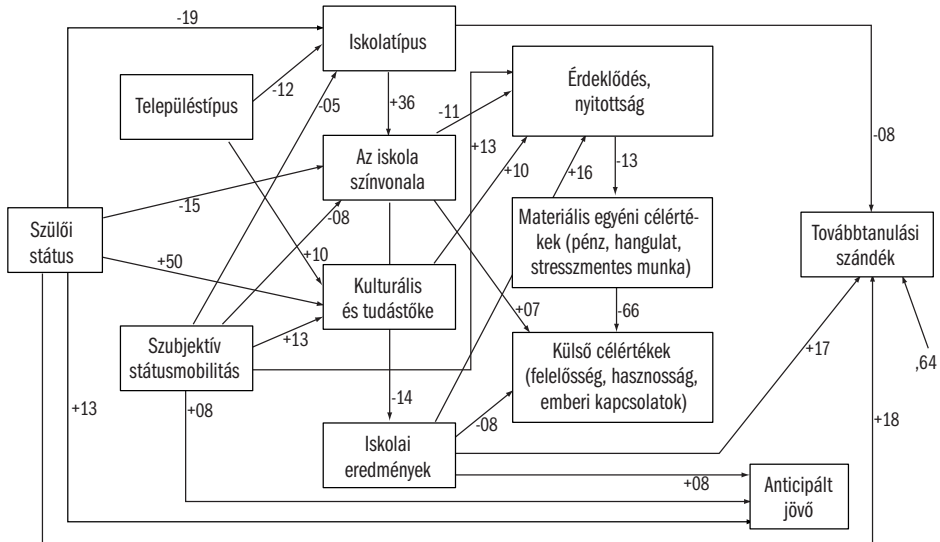 -19
Iskolatípus
Településtípus
-12
-05
+36
-11
Érdeklődés,
nyitottság
+13
-08
Az iskola
színvonala
+10
+16
-13
-15
-08
Szülői
státus
+50
+10
Materiális egyéni célérté-
kek (pénz, hangulat,
stresszmentes munka)
Továbbtanulási
szándék
Kulturális
és tudástőke
+07
-66
+13
Szubjektív
státusmobilitás
Külső célértékek
(felelősség, hasznosság,
emberi kapcsolatok)
+17
,64
+13
+08
-14
-08
+18
Iskolai
eredmények
+08
Anticipált
jövő